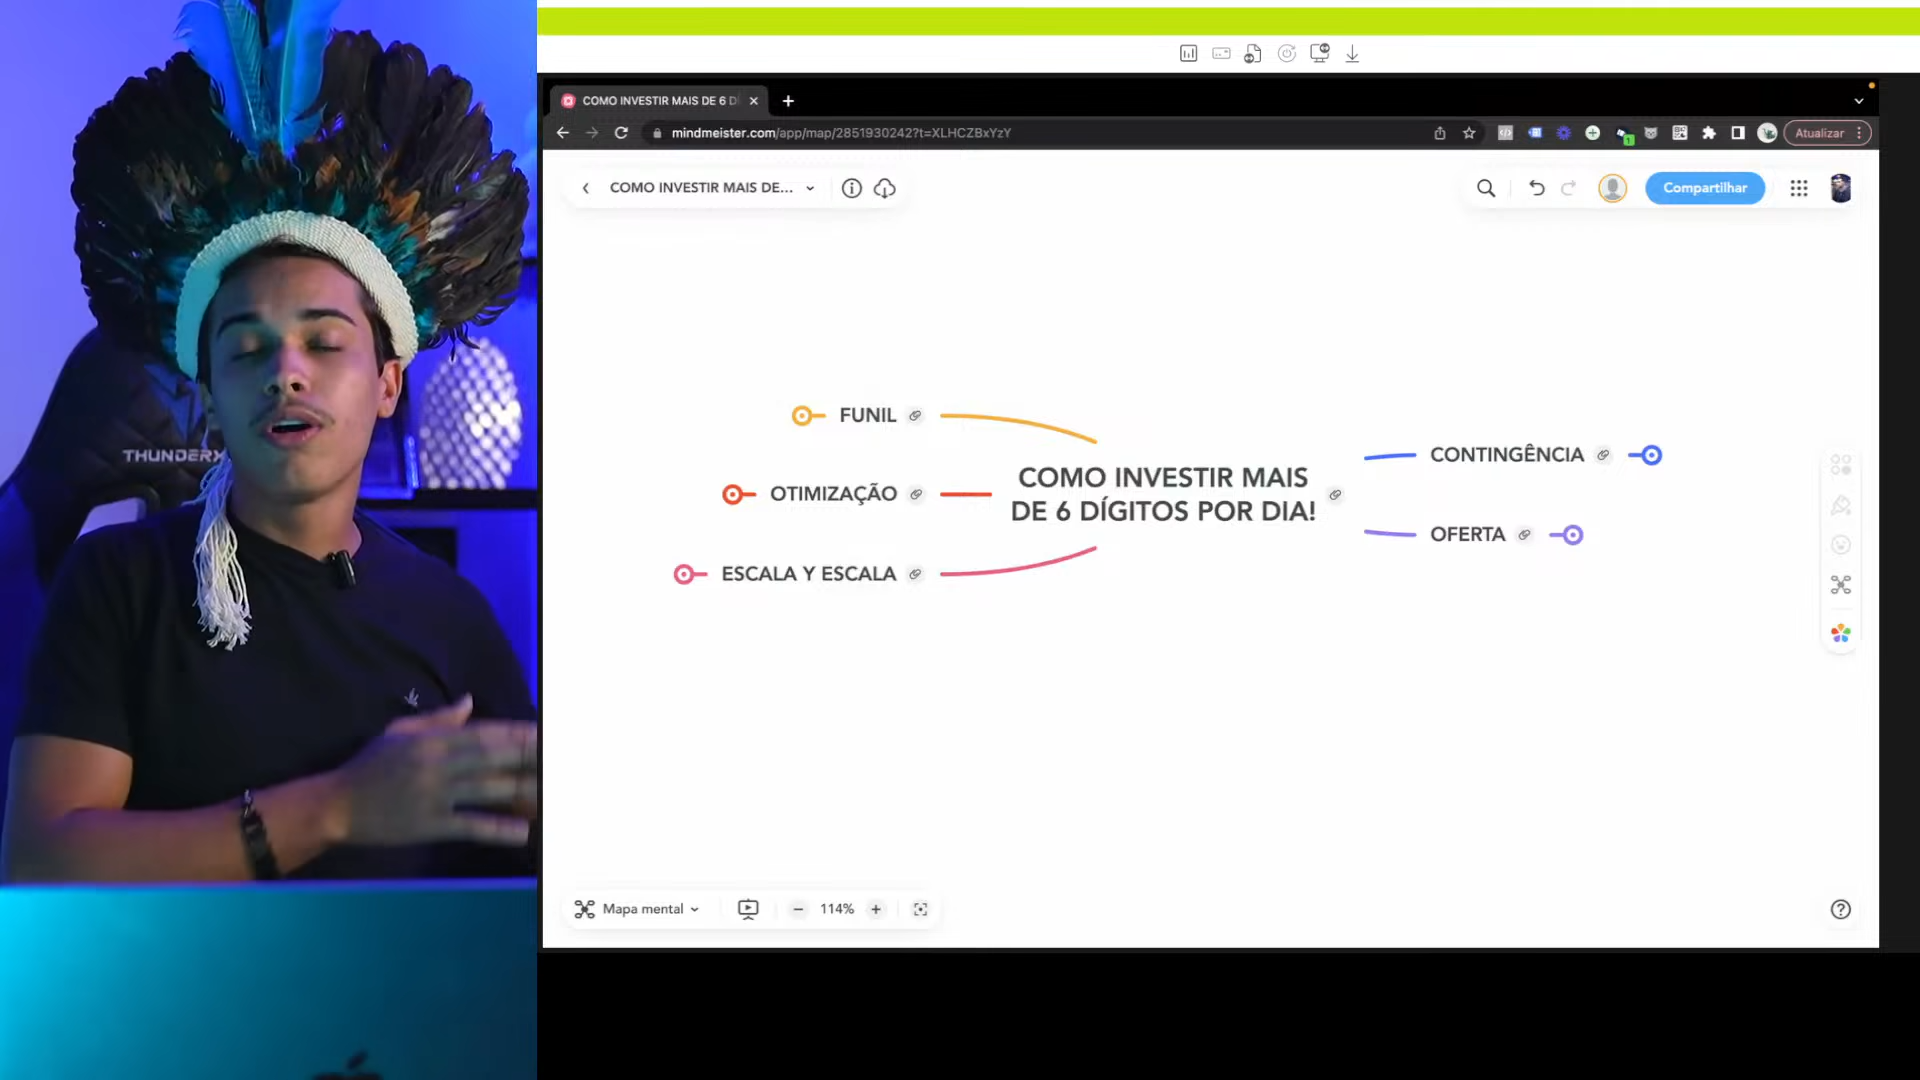 THUNDERX
COMO INVESTIR MAIS DE 6 D
mindmeister.com/app/map/2851930242?t=XLHCZBxYzY
Atualizar
COMO INVESTIR MAIS DE...
Compartilhar
FUNIL
OTIMIZAÇÃO
ESCALA Y ESCALA
COMO INVESTIR MAIS
DE 6 DÍGITOS POR DIA!
CONTINGÊNCIA
OFERTA
Mapa mental
114%